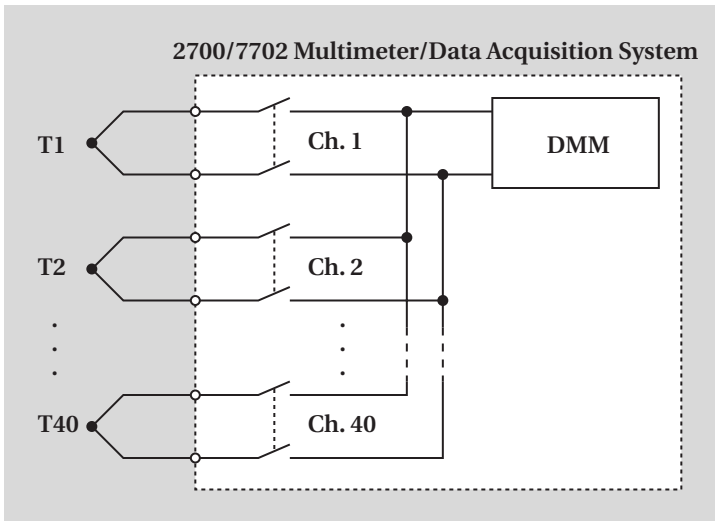 2700/7702 Multimeter/Data Acquisition System
T1
Ch. 1
DMM
T2
Ch. 2
T40
Ch. 40